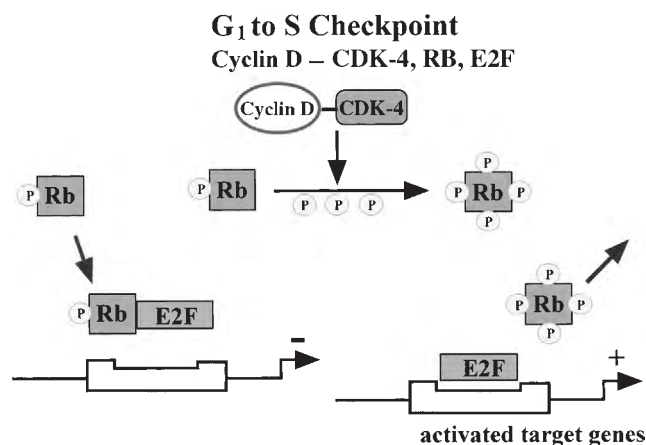 G₁ to S Checkpoint
Cyclin D – CDK-4, RB, E2F
Cyclin D CDK-4
P Rb P Rb P P P P P Rb P P
P Rb E2F
P P Rb P P
– E2F +
activated target genes